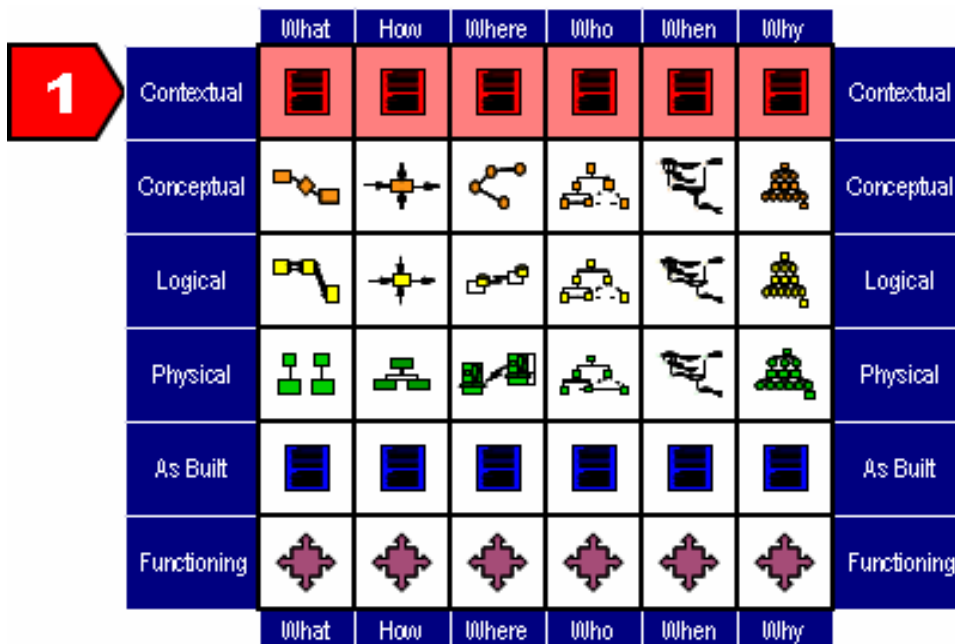 What How Where Who When Why
1 Contextual Contextual
Conceptual Conceptual
Logical Logical
Physical Physical
As Built As Built
Functioning Functioning
What How Where Who When Why